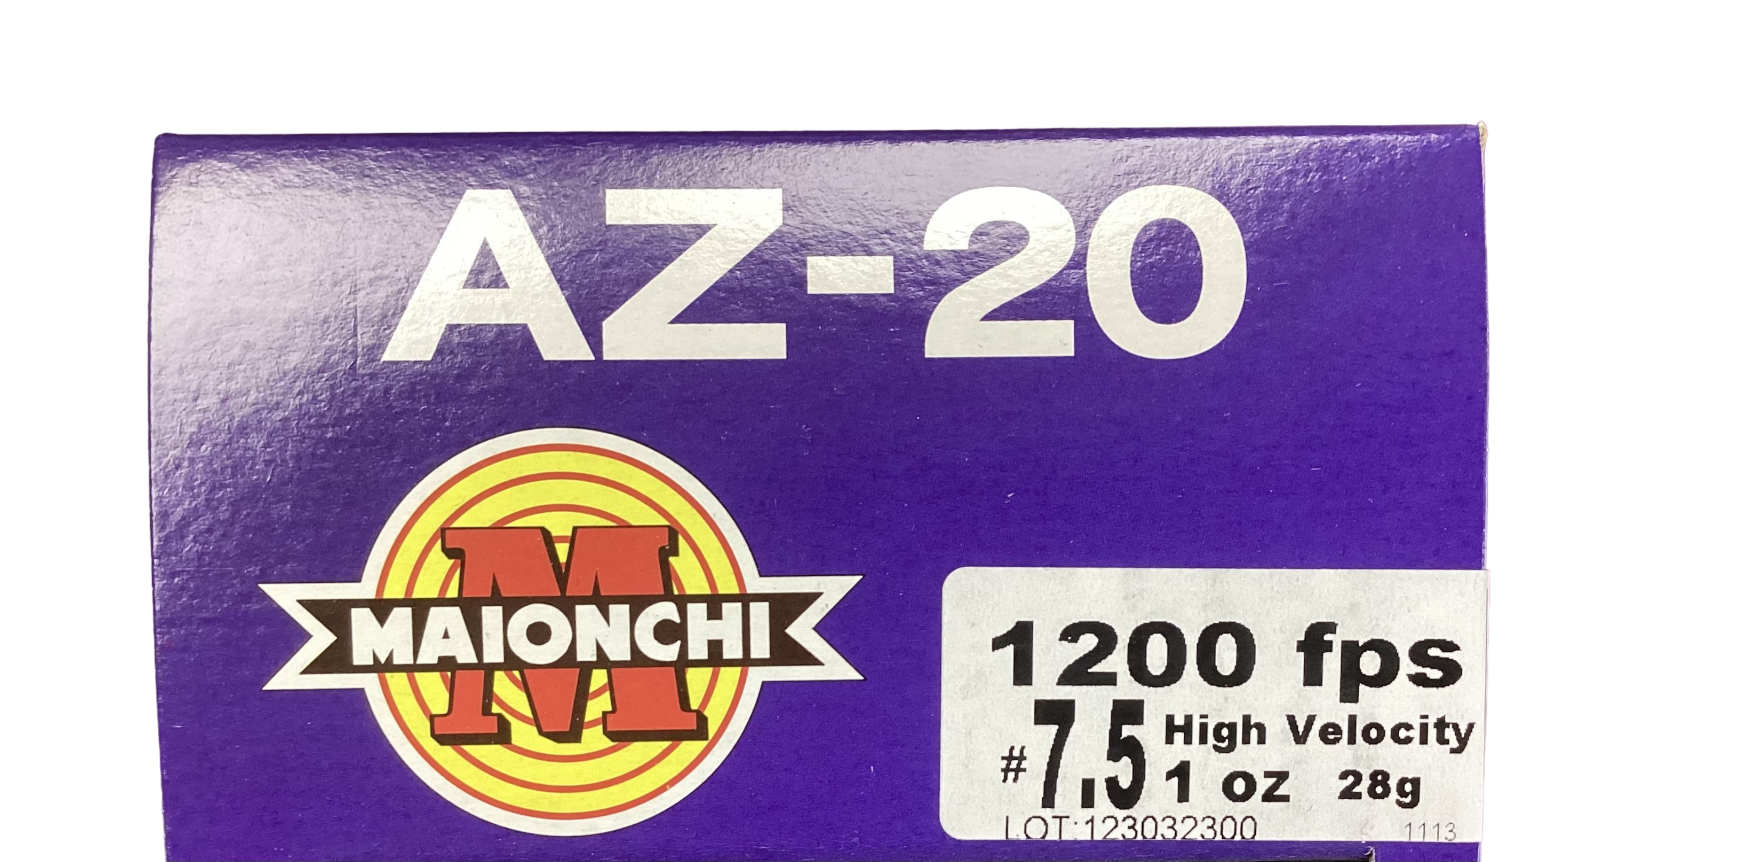 AZ-20
M
MAIONCHI
1200 fps
#7.5 High Velocity
1 oz 28g
LOT:123032300 1113